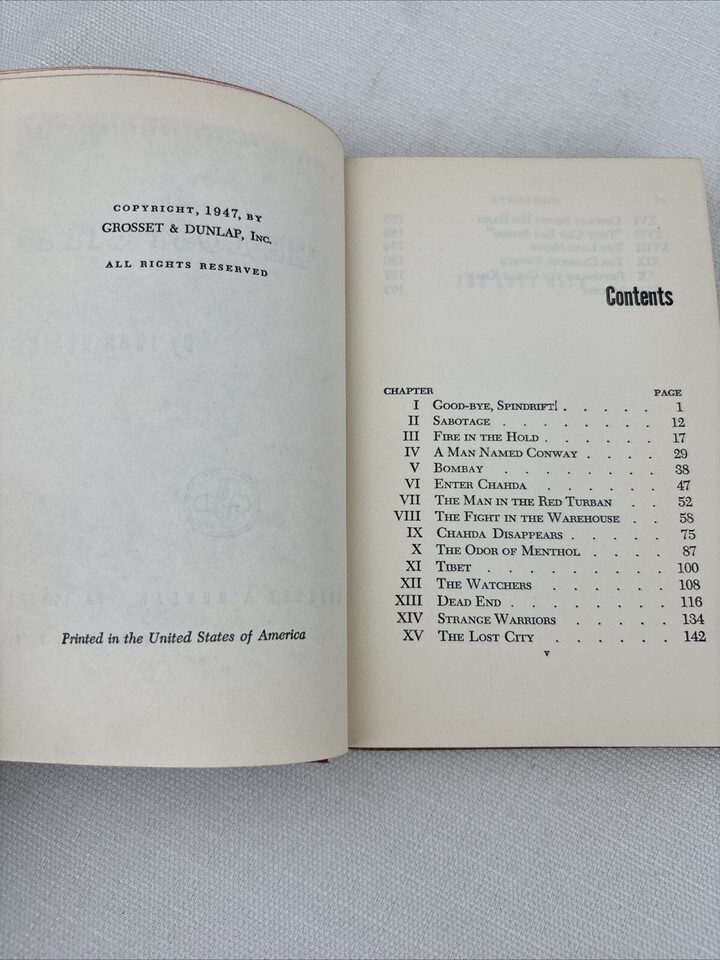 COPYRIGHT, 1947, BY
GROSSET & DUNLAP, INC.
ALL RIGHTS RESERVED
Printed in the United States of America
Contents
CHAPTER PAGE
I GOOD-BYE, SPINDRIFT! . . . . . 1
II SABOTAGE . . . . . . . . 12
III FIRE IN THE HOLD . . . . . . 17
IV A MAN NAMED CONWAY . . . . 29
V BOMBAY . . . . . . . . 38
VI ENTER CHAHDA . . . . . . 47
VII THE MAN IN THE RED TURBAN . . 52
VIII THE FIGHT IN THE WAREHOUSE . . 58
IX CHAHDA DISAPPEARS . . . . . 75
X THE ODOR OF MENTHOL . . . . 87
XI TIBET . . . . . . . . . 100
XII THE WATCHERS . . . . . . 108
XIII DEAD END . . . . . . . . 116
XIV STRANGE WARRIORS . . . . . 134
XV THE LOST CITY . . . . . . 142
v